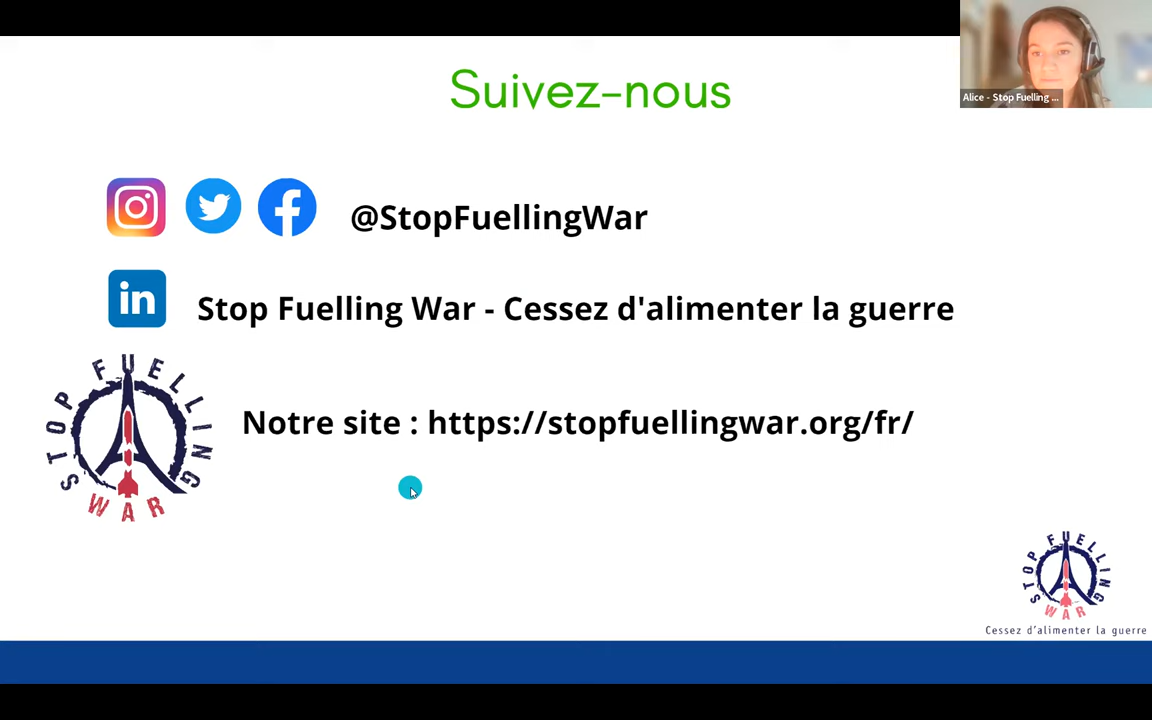 Suivez-nous
Alice - Stop Fuelling ...
@StopFuellingWar
in
Stop Fuelling War - Cessez d'alimenter la guerre
STOP FUELLING
WAR
Notre site : https://stopfuellingwar.org/fr/
STOP FUELLING
WAR
Cessez d'alimenter la guerre